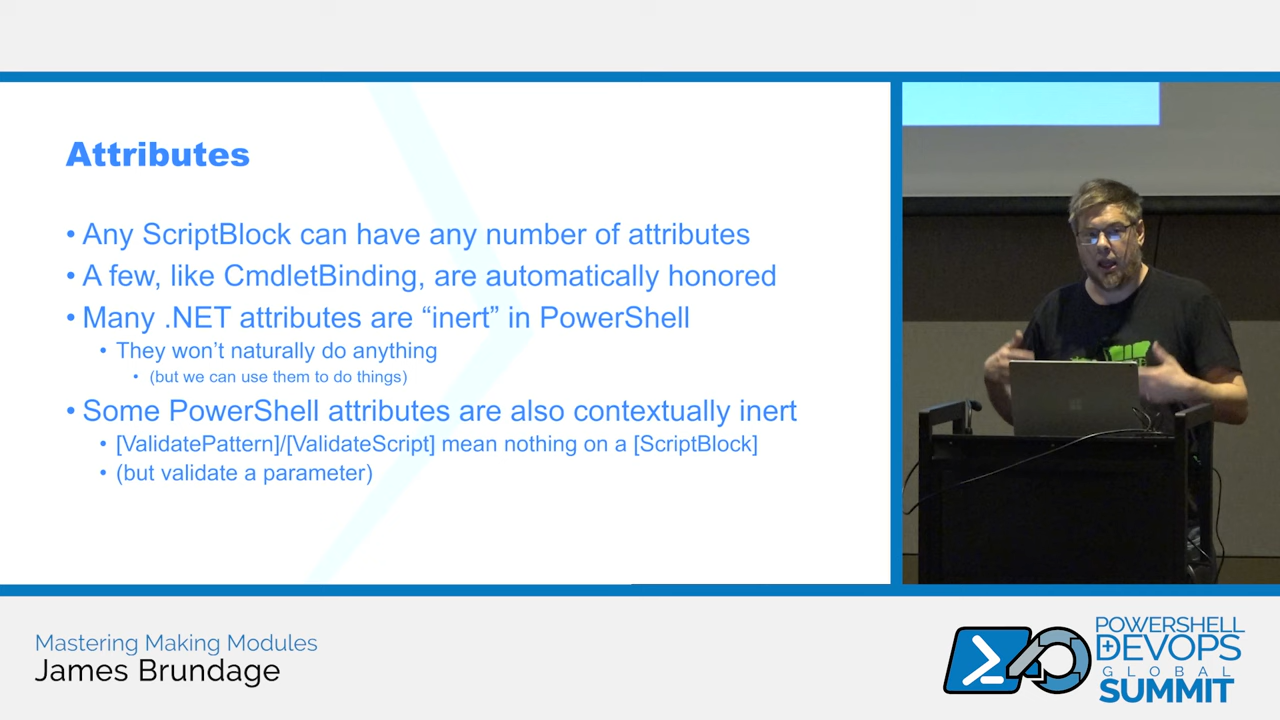 Attributes
• Any ScriptBlock can have any number of attributes
• A few, like CmdletBinding, are automatically honored
• Many .NET attributes are “inert” in PowerShell
• They won’t naturally do anything
• (but we can use them to do things)
• Some PowerShell attributes are also contextually inert
• [ValidatePattern]/[ValidateScript] mean nothing on a [ScriptBlock]
• (but validate a parameter)
Mastering Making Modules
James Brundage
POWERSHELL
DEVOPS
GLOBAL
SUMMIT